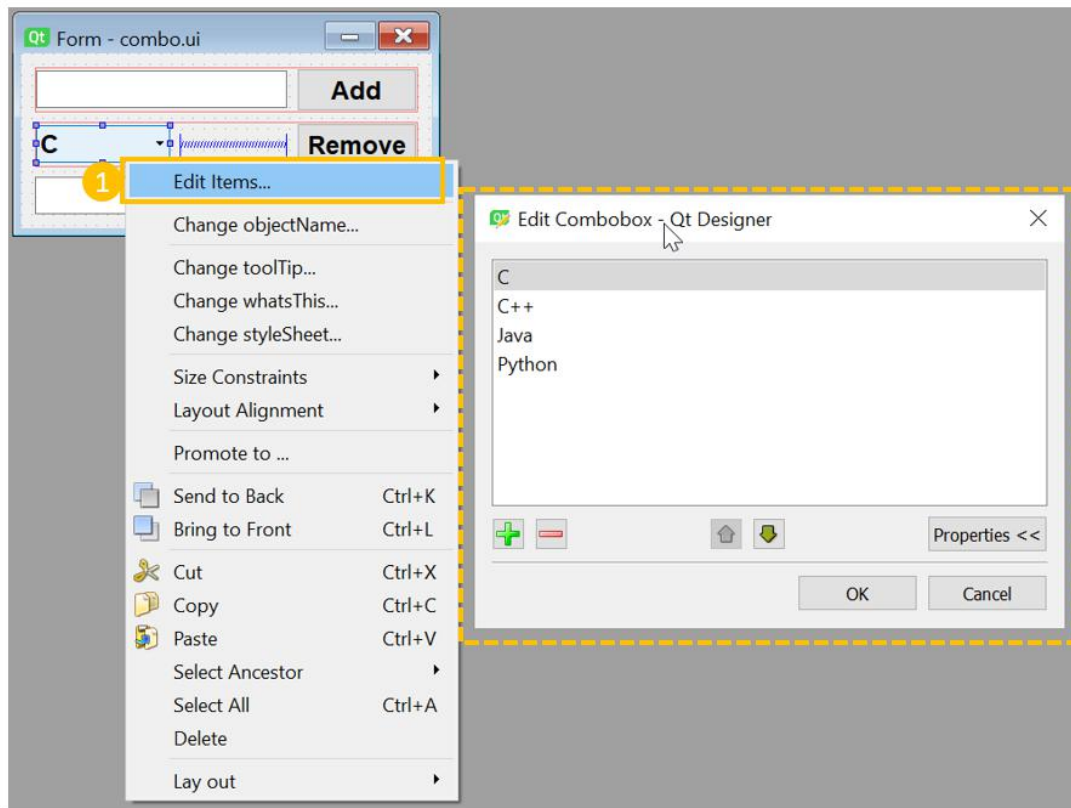 Qt Form - combo.ui
Add
C
Remove
1
Edit Items...
Change objectName...
Change toolTip...
Change whatsThis...
Change styleSheet...
Size Constraints
Layout Alignment
Promote to ...
Send to Back Ctrl+K
Bring to Front Ctrl+L
Cut Ctrl+X
Copy Ctrl+C
Paste Ctrl+V
Select Ancestor
Select All Ctrl+A
Delete
Lay out
Edit Combobox - Qt Designer
C
C++
Java
Python
Properties <<
OK Cancel